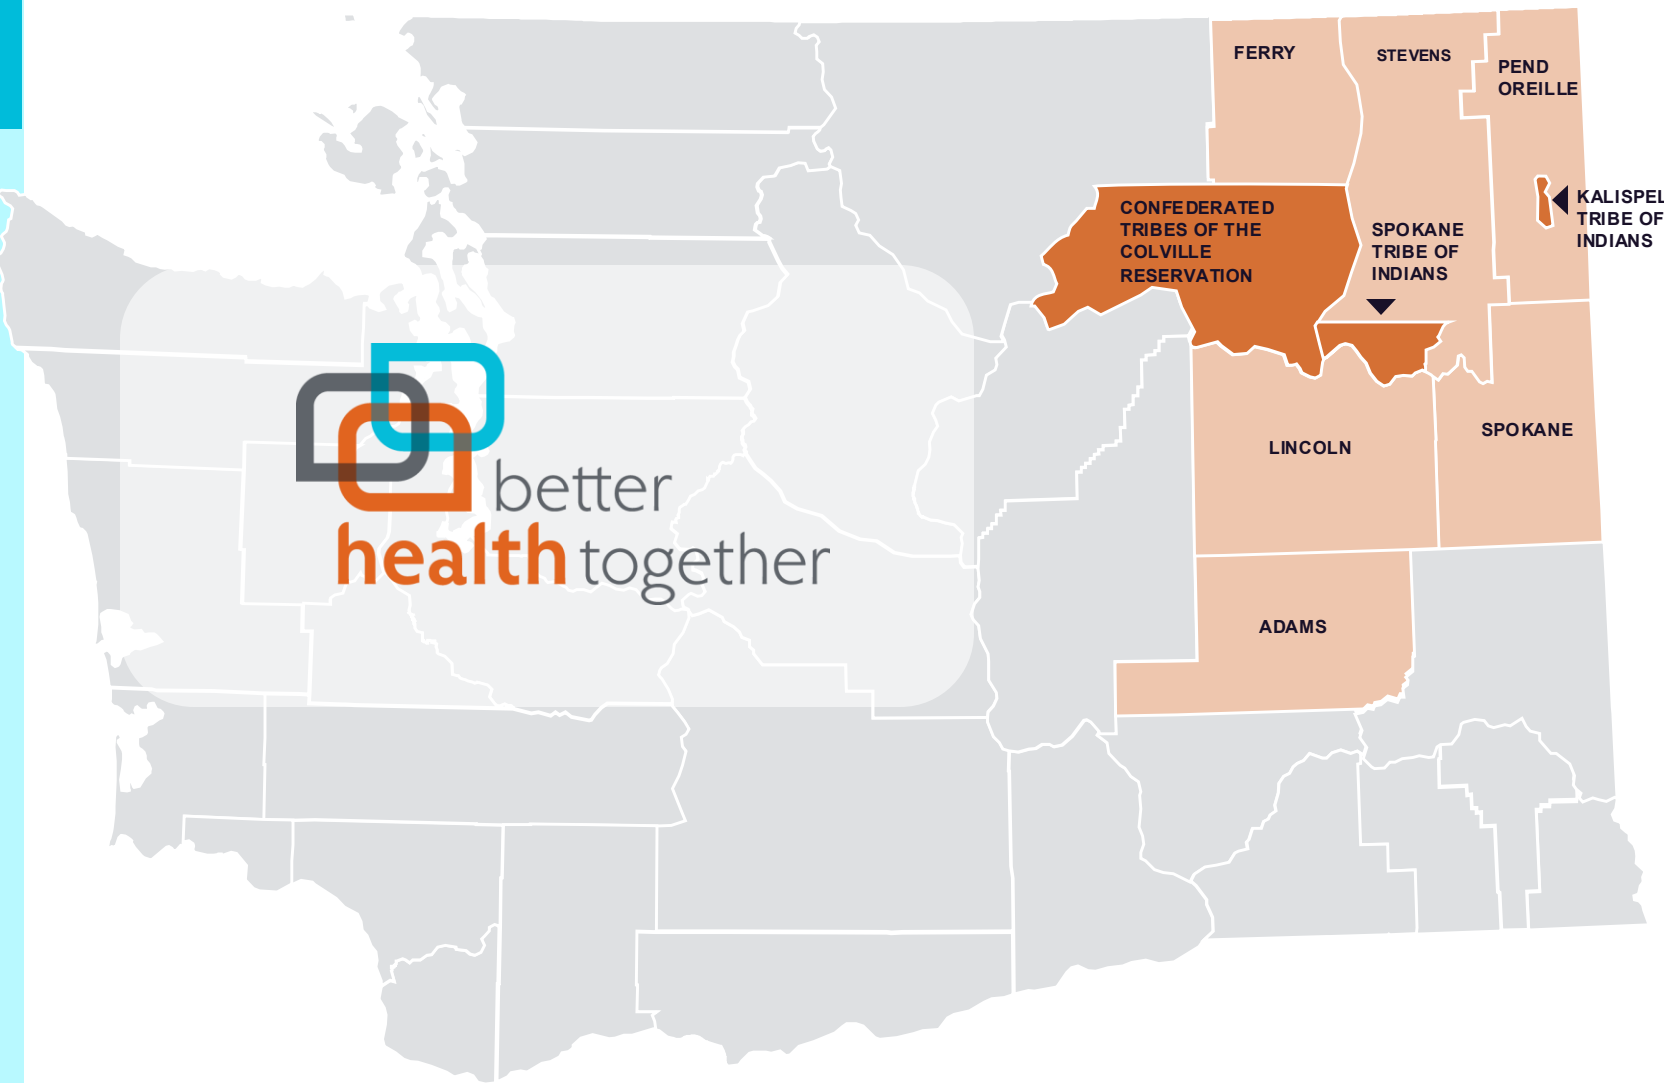 FERRY
STEVENS
PEND
OREILLE
KALISPEL
TRIBE OF
INDIANS
CONFEDERATED
TRIBES OF THE
COLVILLE
RESERVATION
SPOKANE
TRIBE OF
INDIANS
LINCOLN
SPOKANE
ADAMS
better
health together